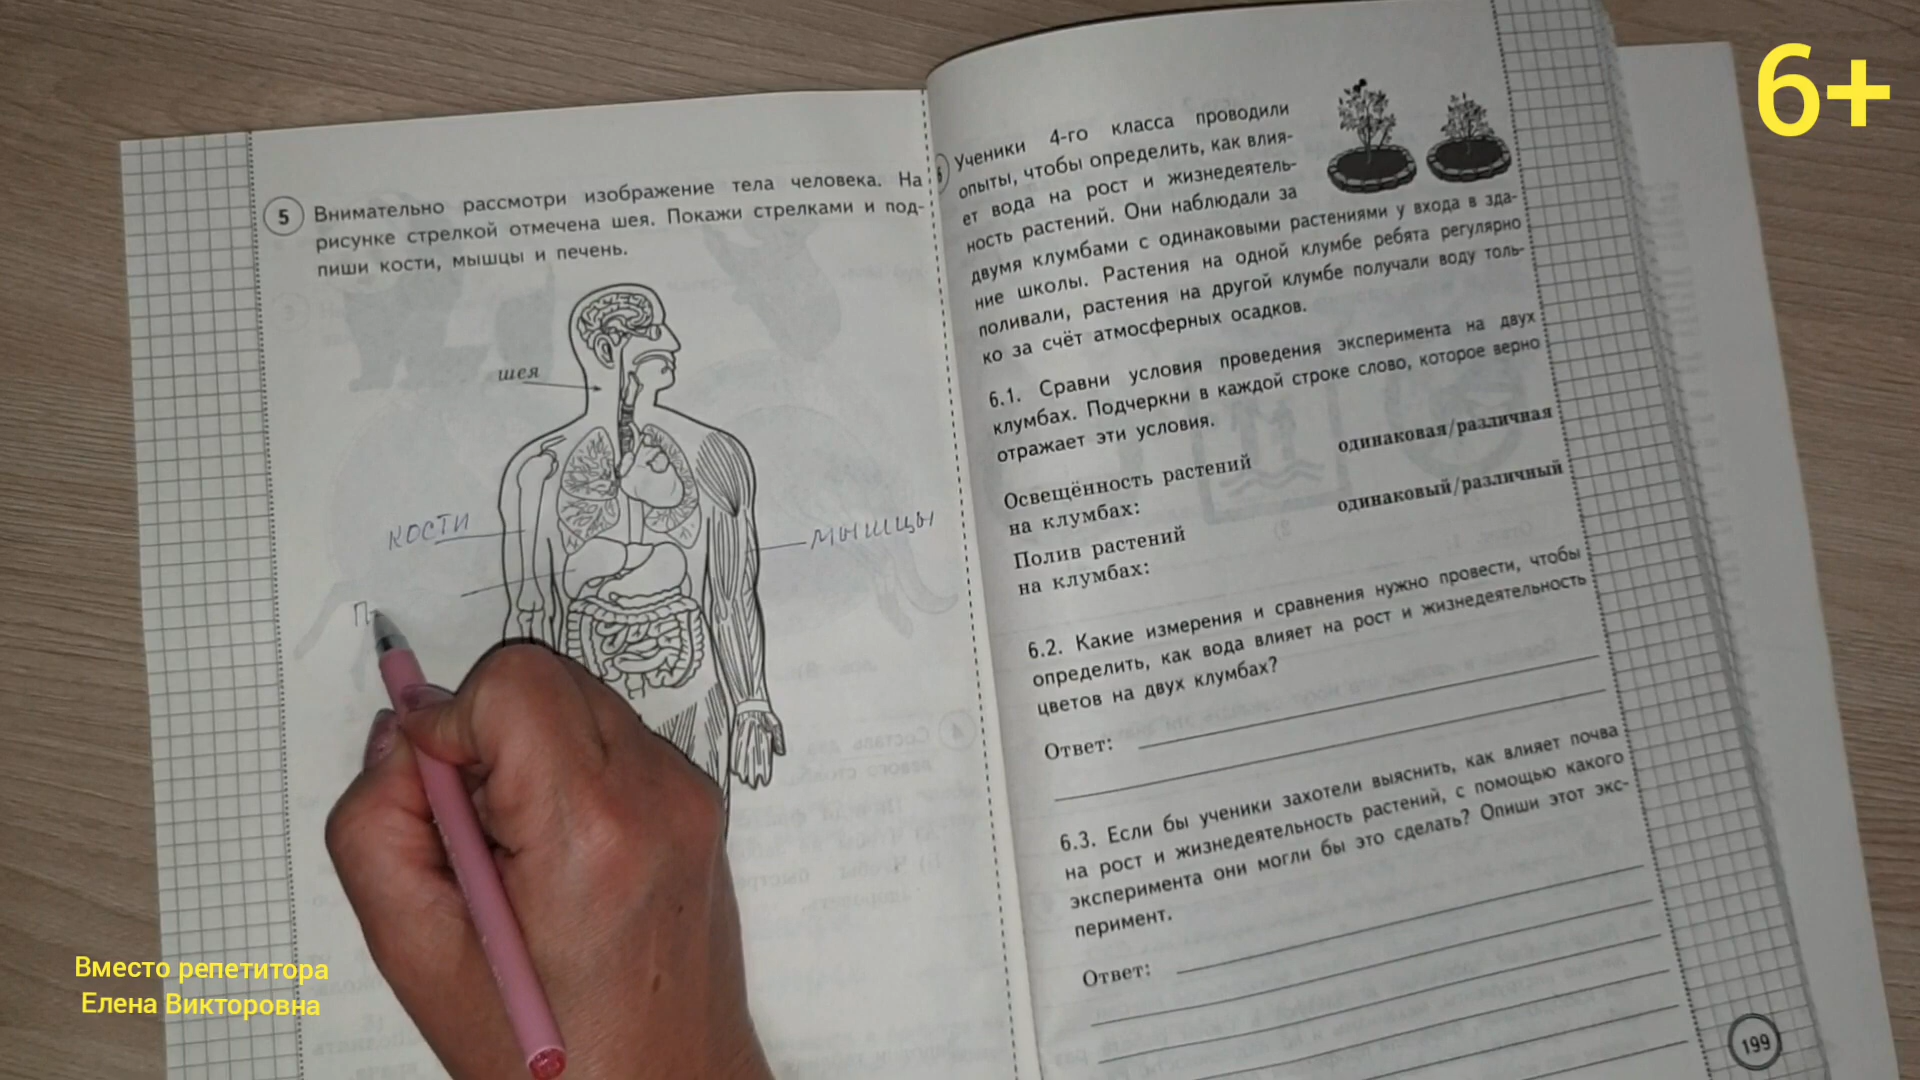 6+
5 Внимательно рассмотри изображение тела человека. На
рисунке стрелкой отмечена шея. Покажи стрелками и под-
пиши кости, мышцы и печень.
шея
кости
мышцы
П
Ученики 4-го класса проводили
опыты, чтобы определить, как влия-
ет вода на рост и жизнедеятель-
ность растений. Они наблюдали за
двумя клумбами с одинаковыми растениями у входа в зда-
ние школы. Растения на одной клумбе ребята регулярно
поливали, растения на другой клумбе получали воду толь-
ко за счёт атмосферных осадков.
6.1. Сравни условия проведения эксперимента на двух
клумбах. Подчеркни в каждой строке слово, которое верно
отражает эти условия.
Освещённость растений одинаковая/различная
на клумбах:
Полив растений одинаковый/различный
на клумбах:
6.2. Какие измерения и сравнения нужно провести, чтобы
определить, как вода влияет на рост и жизнедеятельность
цветов на двух клумбах?
Ответ:
6.3. Если бы ученики захотели выяснить, как влияет почва
на рост и жизнедеятельность растений, с помощью какого
эксперимента они могли бы это сделать? Опиши этот экс-
перимент.
Ответ:
199
Вместо репетитора
Елена Викторовна